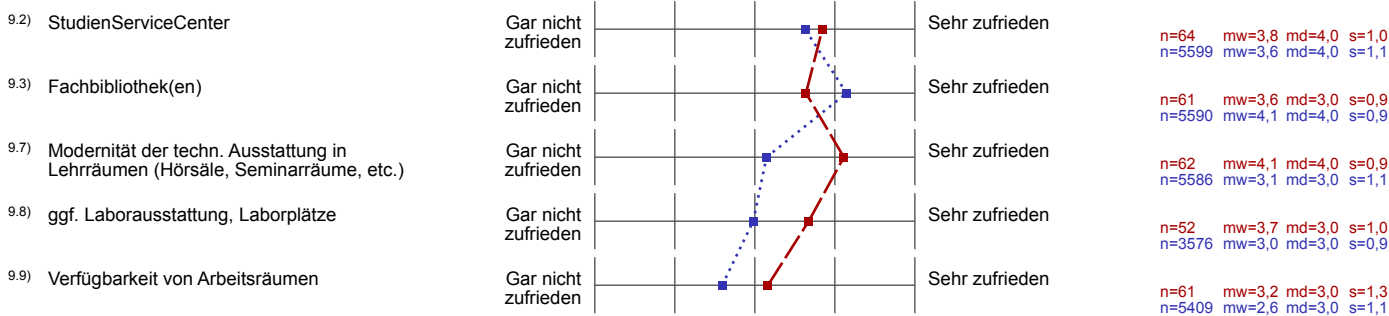 9.2) StudienServiceCenter
Gar nicht
zufrieden
Sehr zufrieden
n=64 mw=3,8 md=4,0 s=1,0
n=5599 mw=3,6 md=4,0 s=1,1
9.3) Fachbibliothek(en)
Gar nicht
zufrieden
Sehr zufrieden
n=61 mw=3,6 md=3,0 s=0,9
n=5590 mw=4,1 md=4,0 s=0,9
9.7) Modernität der techn. Ausstattung in
Lehrräumen (Hörsäle, Seminarräume, etc.)
Gar nicht
zufrieden
Sehr zufrieden
n=62 mw=4,1 md=4,0 s=0,9
n=5586 mw=3,1 md=3,0 s=1,1
9.8) ggf. Laborausstattung, Laborplätze
Gar nicht
zufrieden
Sehr zufrieden
n=52 mw=3,7 md=3,0 s=1,0
n=3576 mw=3,0 md=3,0 s=0,9
9.9) Verfügbarkeit von Arbeitsräumen
Gar nicht
zufrieden
Sehr zufrieden
n=61 mw=3,2 md=3,0 s=1,3
n=5409 mw=2,6 md=3,0 s=1,1